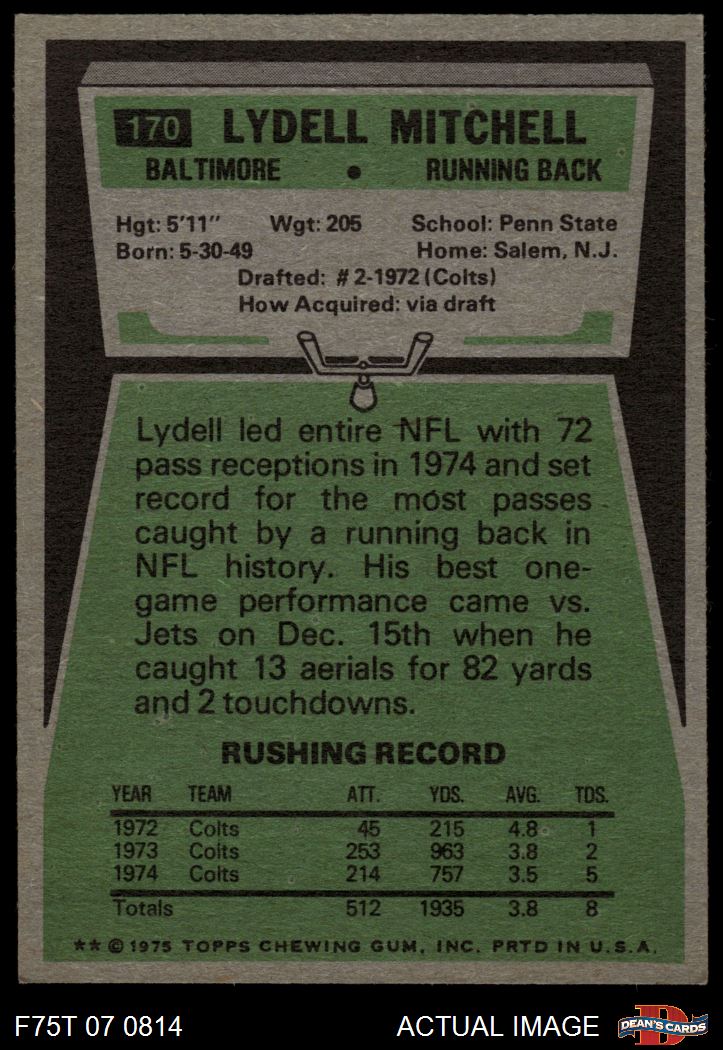 170 LYDELL MITCHELL
BALTIMORE • RUNNING BACK
Hgt: 5'11" Wgt: 205 School: Penn State
Born: 5-30-49 Home: Salem, N.J.
Drafted: #2-1972 (Colts)
How Acquired: via draft
Lydell led entire NFL with 72
pass receptions in 1974 and set
record for the most passes
caught by a running back in
NFL history. His best one-
game performance came vs.
Jets on Dec. 15th when he
caught 13 aerials for 82 yards
and 2 touchdowns.
RUSHING RECORD
YEAR TEAM ATT. YDS. AVG. TDS.
1972 Colts 45 215 4.8 1
1973 Colts 253 963 3.8 2
1974 Colts 214 757 3.5 5
Totals 512 1935 3.8 8
** © 1975 TOPPS CHEWING GUM, INC. PRTD IN U.S.A.
F75T 07 0814 ACTUAL IMAGE D DEAN'S CARDS